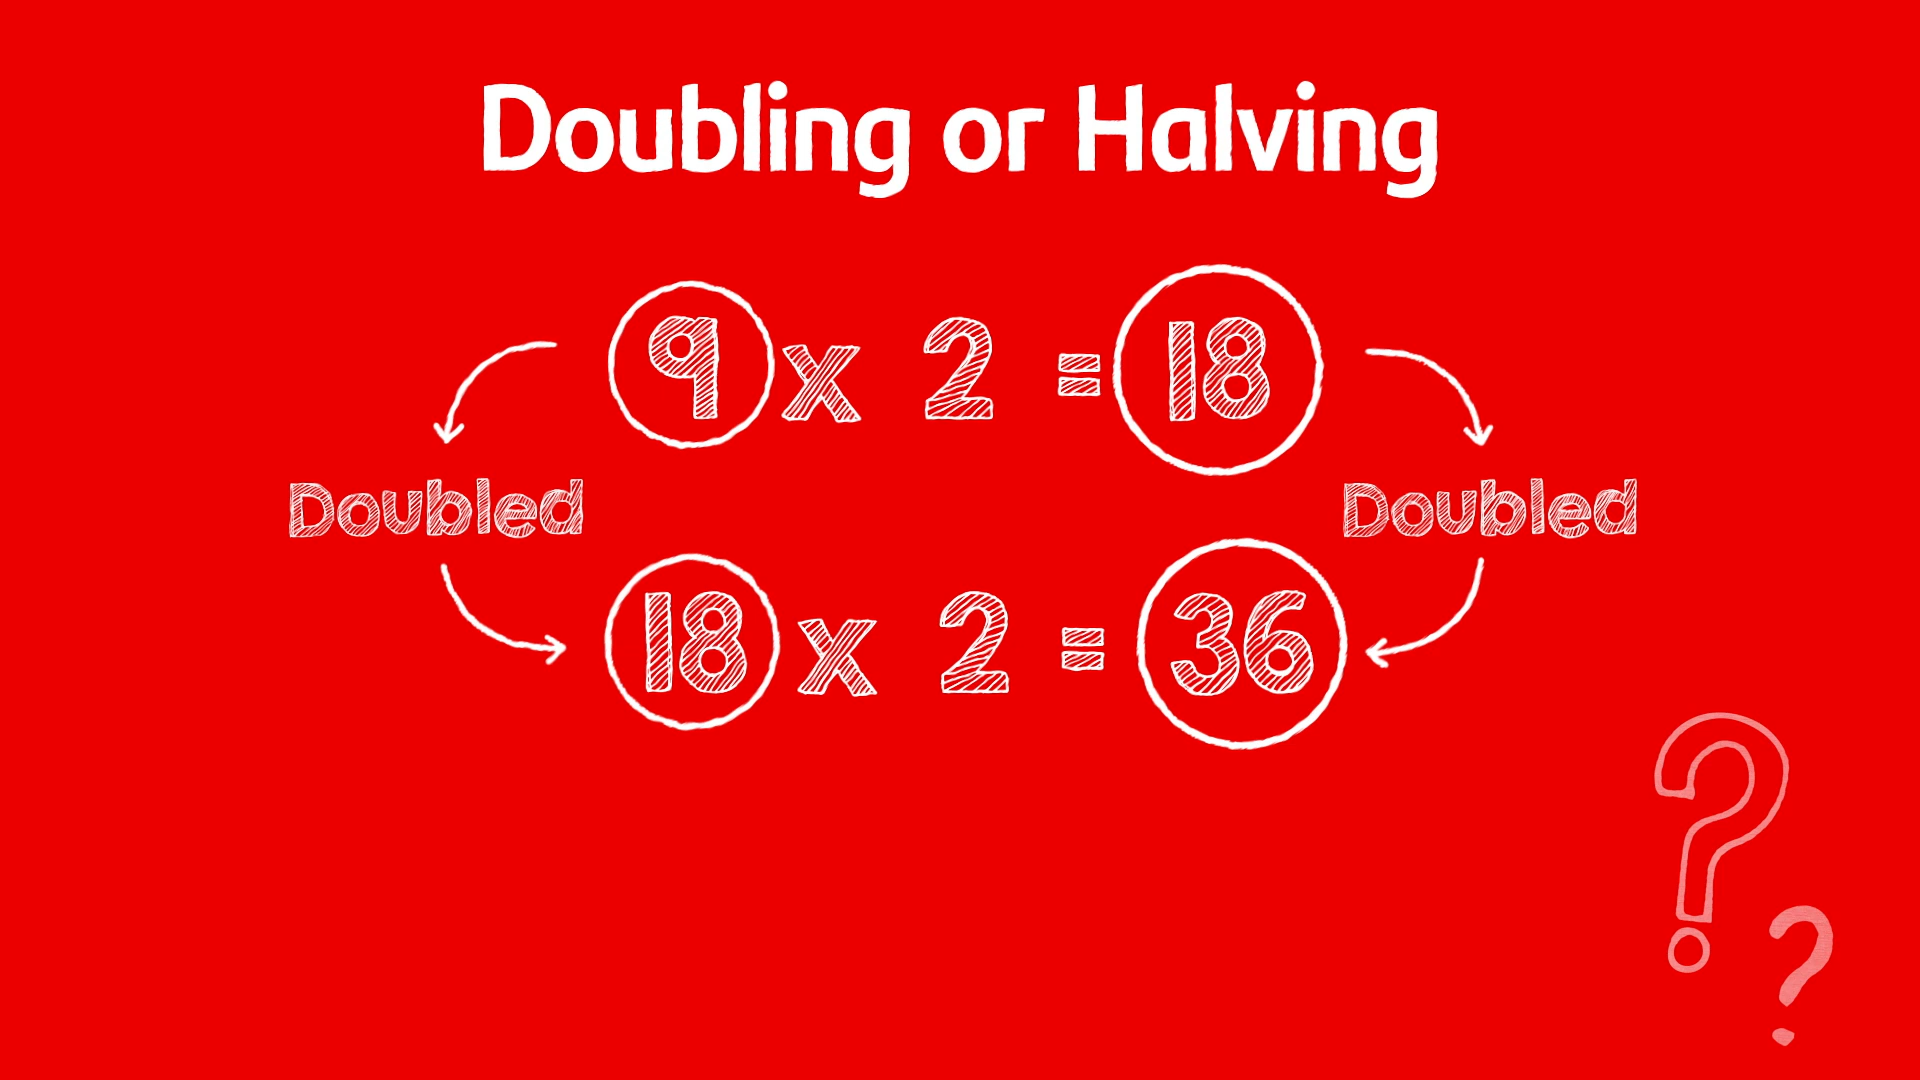 Doubling or Halving
9 x 2 = 18
Doubled Doubled
18 x 2 = 36
?
?